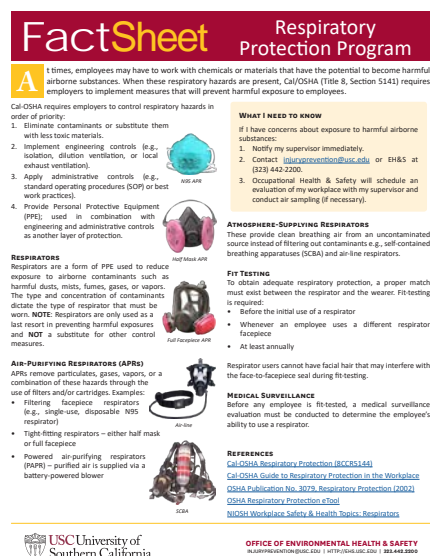 FactSheet
Respiratory
Protection Program
At times, employees may have to work with chemicals or materials that have the potential to become harmful
airborne substances. When these respiratory hazards are present, Cal/OSHA (Title 8, Section 5141) requires
employers to implement measures that will prevent harmful exposure to employees.
Cal-OSHA requires employers to control respiratory hazards in
order of priority:
1. Eliminate contaminants or substitute them
with less toxic materials.
2. Implement engineering controls (e.g.,
isolation, dilution ventilation, or local
exhaust ventilation).
3. Apply administrative controls (e.g.,
standard operating procedures (SOP) or best
work practices).
4. Provide Personal Protective Equipment
(PPE); used in combination with
engineering and administrative controls
as another layer of protection.
N95 APR
Half Mask APR
RESPIRATORS
Respirators are a form of PPE used to reduce
exposure to airborne contaminants such as
harmful dusts, mists, fumes, gases, or vapors.
The type and concentration of contaminants
dictate the type of respirator that must be
worn. NOTE: Respirators are only used as a
last resort in preventing harmful exposures
and NOT a substitute for other control
measures.
Full Facepiece APR
AIR-PURIFYING RESPIRATORS (APRS)
APRs remove particulates, gases, vapors, or a
combination of these hazards through the
use of filters and/or cartridges. Examples:
• Filtering facepiece respirators
(e.g., single-use, disposable N95
respirator)
• Tight-fitting respirators – either half mask
or full facepiece
• Powered air-purifying respirators
(PAPR) – purified air is supplied via a
battery-powered blower
Air-line
SCBA
WHAT I NEED TO KNOW
If I have concerns about exposure to harmful airborne
substances:
1. Notify my supervisor immediately.
2. Contact injuryprevention@usc.edu or EH&S at
(323) 442-2200.
3. Occupational Health & Safety will schedule an
evaluation of my workplace with my supervisor and
conduct air sampling (if necessary).
ATMOSPHERE-SUPPLYING RESPIRATORS
These provide clean breathing air from an uncontaminated
source instead of filtering out contaminants e.g., self-contained
breathing apparatuses (SCBA) and air-line respirators.
FIT TESTING
To obtain adequate respiratory protection, a proper match
must exist between the respirator and the wearer. Fit-testing
is required:
• Before the initial use of a respirator
• Whenever an employee uses a different respirator
facepiece
• At least annually
Respirator users cannot have facial hair that may interfere with
the face-to-facepiece seal during fit-testing.
MEDICAL SURVEILLANCE
Before any employee is fit-tested, a medical surveillance
evaluation must be conducted to determine the employee's
ability to use a respirator.
REFERENCES
Cal-OSHA Respiratory Protection (8CCR5144)
Cal-OSHA Guide to Respiratory Protection in the Workplace
OSHA Publication No. 3079, Respiratory Protection (2002)
OSHA Respiratory Protection eTool
NIOSH Workplace Safety & Health Topics: Respirators
USC University of
Southern California
OFFICE OF ENVIRONMENTAL HEALTH & SAFETY
INJURYPREVENTION@USC.EDU | HTTP://EHS.USC.EDU | 323.442.2200